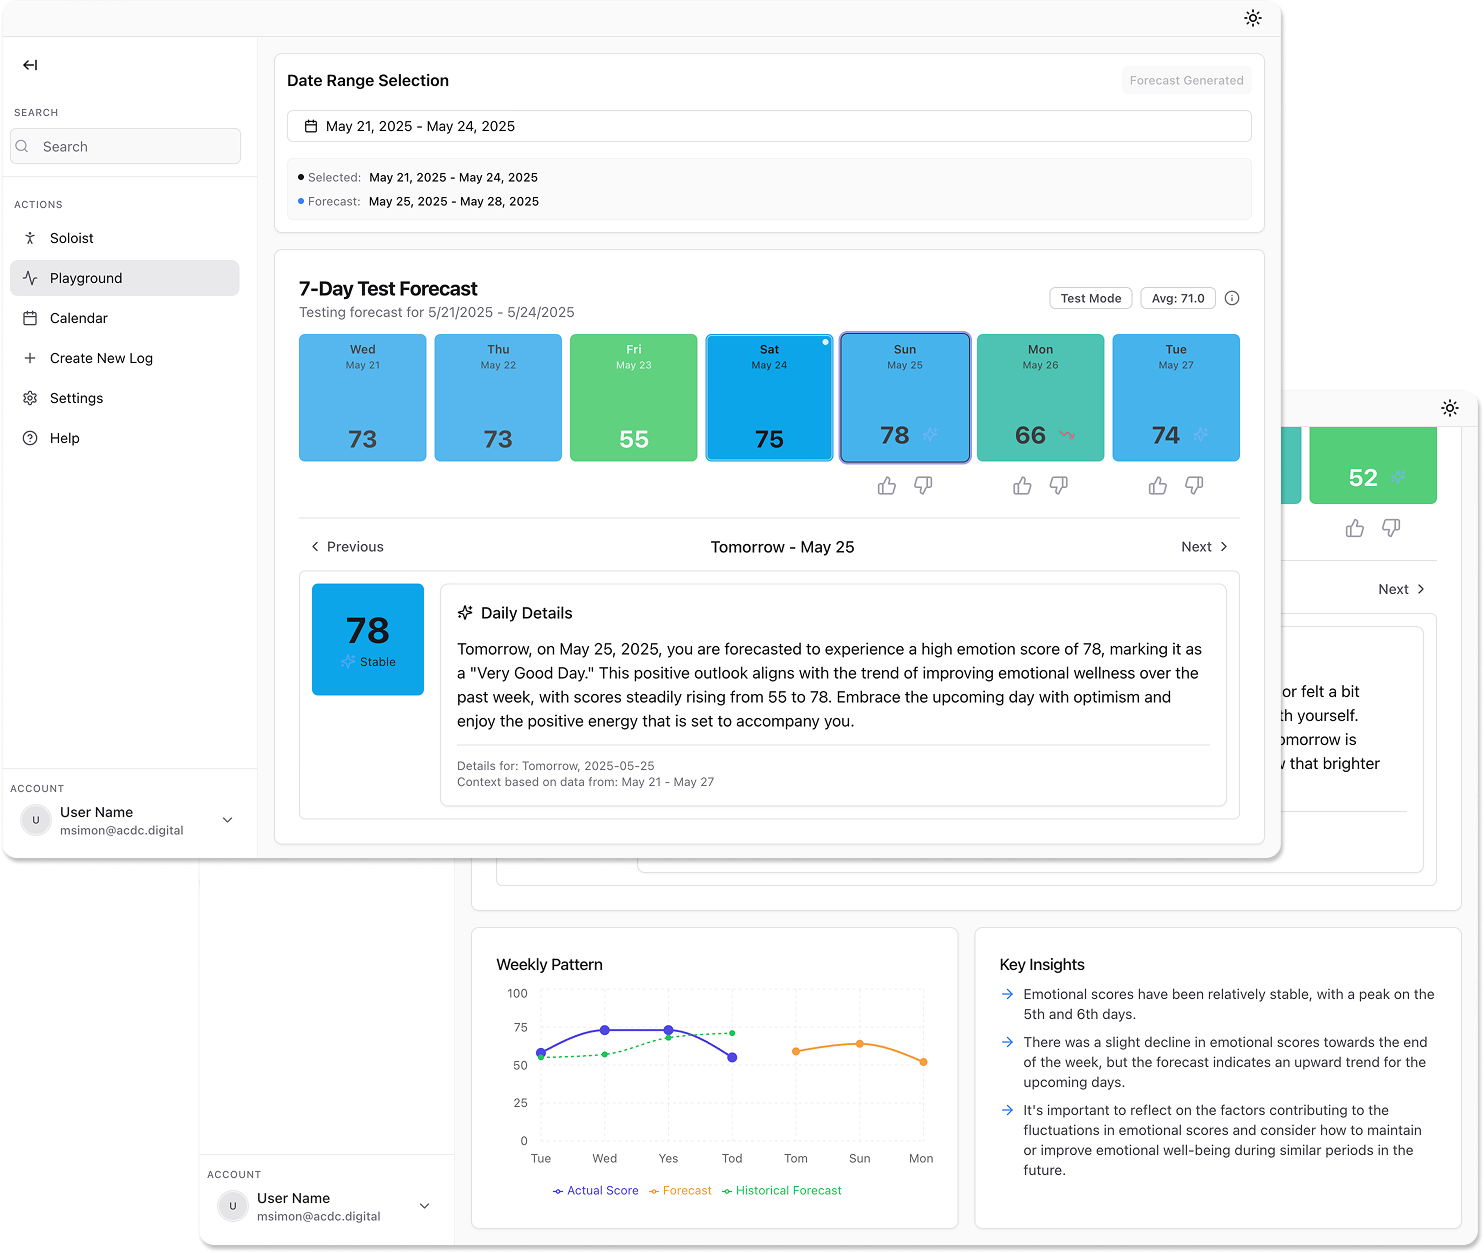 SEARCH
Search
ACTIONS
Soloist
Playground
Calendar
Create New Log
Settings
Help
ACCOUNT
U
User Name
msimon@acdc.digital
Date Range Selection
Forecast Generated
May 21, 2025 - May 24, 2025
Selected: May 21, 2025 - May 24, 2025
Forecast: May 25, 2025 - May 28, 2025
7-Day Test Forecast
Testing forecast for 5/21/2025 - 5/24/2025
Test Mode
Avg: 71.0
Wed
May 21
73
Thu
May 22
73
Fri
May 23
55
Sat
May 24
75
Sun
May 25
78
Mon
May 26
66
Tue
May 27
74
Previous
Tomorrow - May 25
Next
78
Stable
Daily Details
Tomorrow, on May 25, 2025, you are forecasted to experience a high emotion score of 78, marking it as
a "Very Good Day." This positive outlook aligns with the trend of improving emotional wellness over the
past week, with scores steadily rising from 55 to 78. Embrace the upcoming day with optimism and
enjoy the positive energy that is set to accompany you.
Details for: Tomorrow, 2025-05-25
Context based on data from: May 21 - May 27
52
Next
or felt a bit
th yourself.
omorrow is
that brighter
ACCOUNT
U
User Name
msimon@acdc.digital
Weekly Pattern
100
75
50
25
0
Tue
Wed
Yes
Tod
Tom
Sun
Mon
Actual Score
Forecast
Historical Forecast
Key Insights
Emotional scores have been relatively stable, with a peak on the
5th and 6th days.
There was a slight decline in emotional scores towards the end
of the week, but the forecast indicates an upward trend for the
upcoming days.
It's important to reflect on the factors contributing to the
fluctuations in emotional scores and consider how to maintain
or improve emotional well-being during similar periods in the
future.